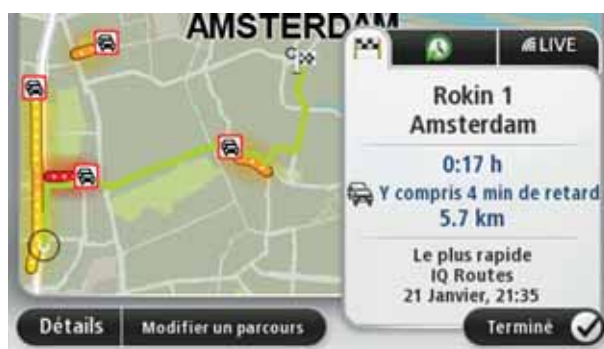 AMSTERDAM
LIVE
Rokin 1
Amsterdam
0:17 h
Y compris 4 min de retard
5.7 km
Le plus rapide
IQ Routes
21 Janvier, 21:35
Détails
Modifier un parcours
Terminé